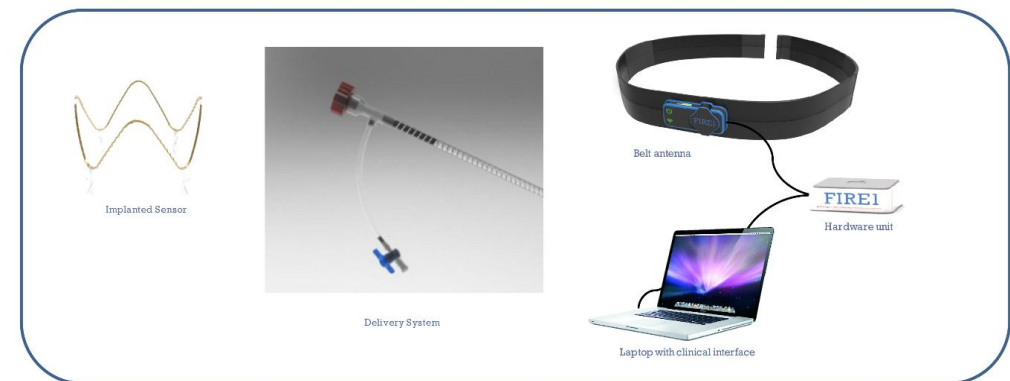 Implanted Sensor
Delivery System
FIRE1
Belt antenna
FIRE1
Hardware unit
Laptop with clinical interface